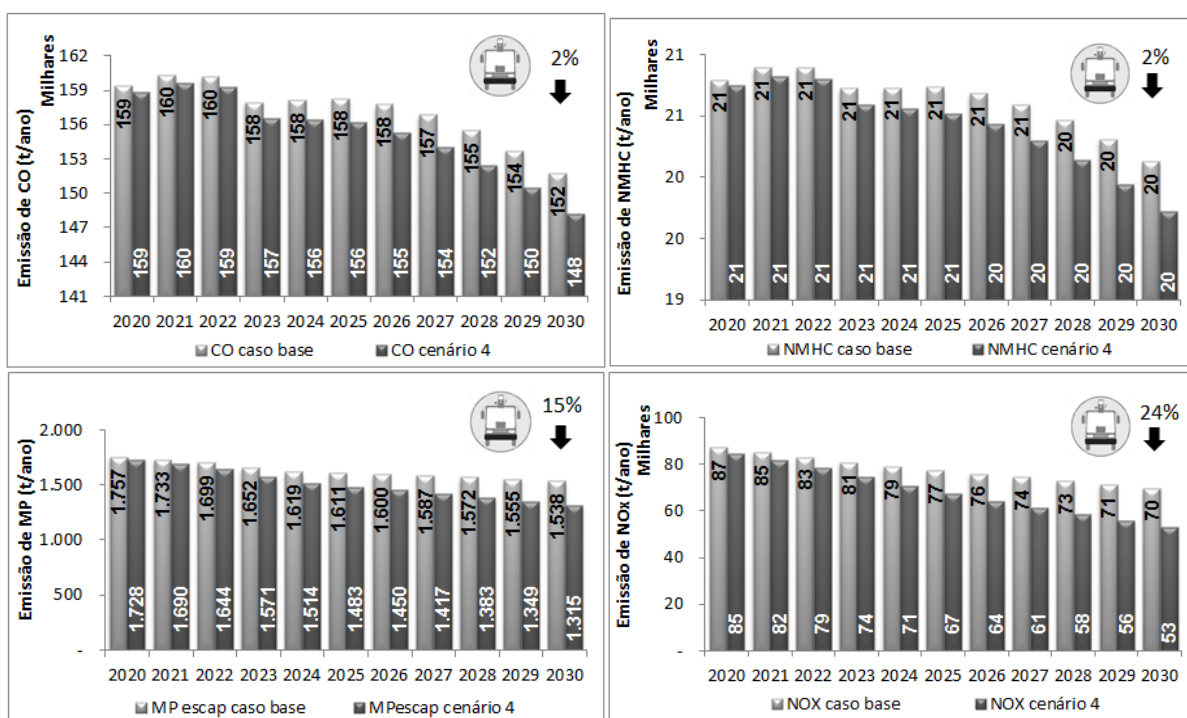 Emissão de CO (t/ano)
Milhares
162
159
156
153
150
147
144
141
2%
159 160 160 158 158 158 158 157 155 154 152
159 160 159 157 156 156 155 154 152 150 148
2020 2021 2022 2023 2024 2025 2026 2027 2028 2029 2030
CO caso base CO cenário 4
Emissão de NMHC (t/ano)
Milhares
21
21
20
20
19
2%
21 21 21 21 21 21 21 21 20 20 20
21 21 21 21 21 21 20 20 20 20 20
2020 2021 2022 2023 2024 2025 2026 2027 2028 2029 2030
NMHC caso base NMHC cenário 4
Emissão de MP (t/ano)
2.000
1.500
1.000
500
-
15%
1.757 1.733 1.699 1.652 1.619 1.611 1.600 1.587 1.572 1.555 1.538
1.728 1.690 1.644 1.571 1.514 1.483 1.450 1.417 1.383 1.349 1.315
2020 2021 2022 2023 2024 2025 2026 2027 2028 2029 2030
MP escap caso base MPescap cenário 4
Emissão de NOx (t/ano)
Milhares
100
80
60
40
20
-
24%
87 85 83 81 79 77 76 74 73 71 70
85 82 79 74 71 67 64 61 58 56 53
2020 2021 2022 2023 2024 2025 2026 2027 2028 2029 2030
NOX caso base NOX cenário 4